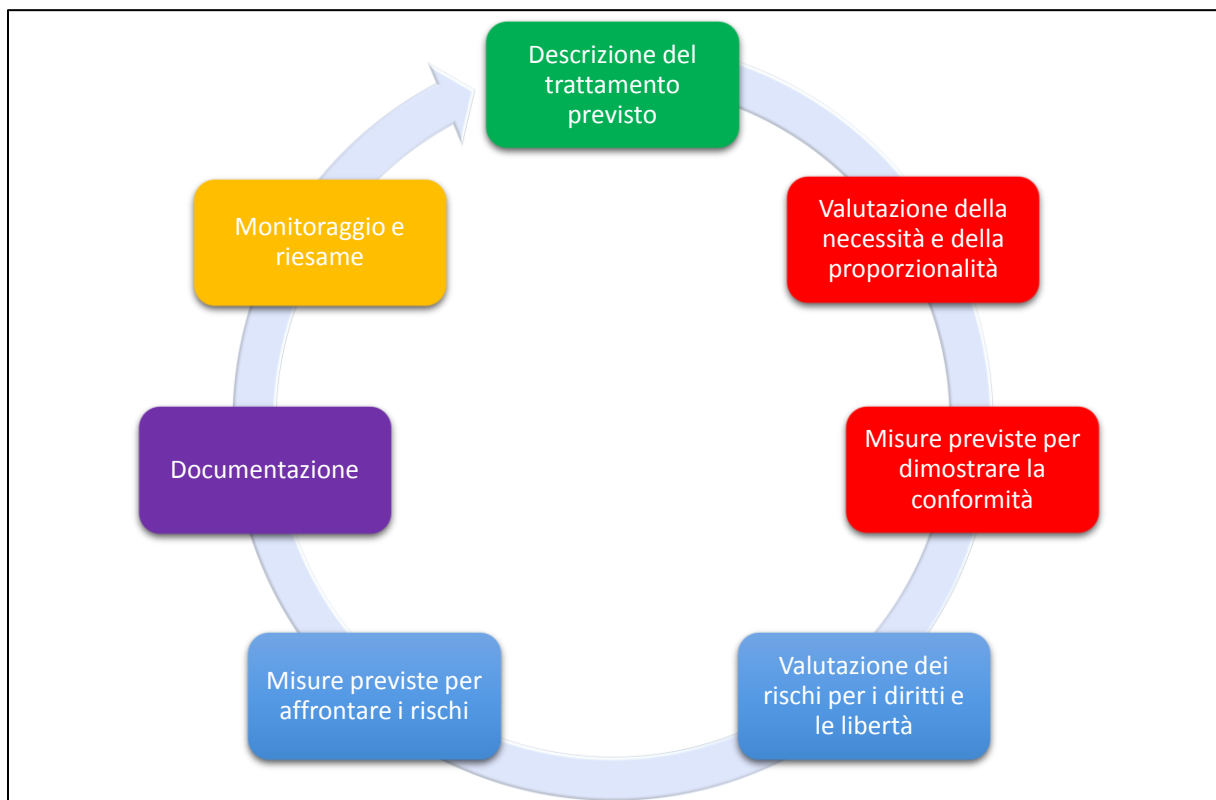 Descrizione del
trattamento
previsto
Valutazione della
necessità e della
proporzionalità
Misure previste per
dimostrare la
conformità
Valutazione dei
rischi per i diritti e
le libertà
Misure previste per
affrontare i rischi
Documentazione
Monitoraggio e
riesame